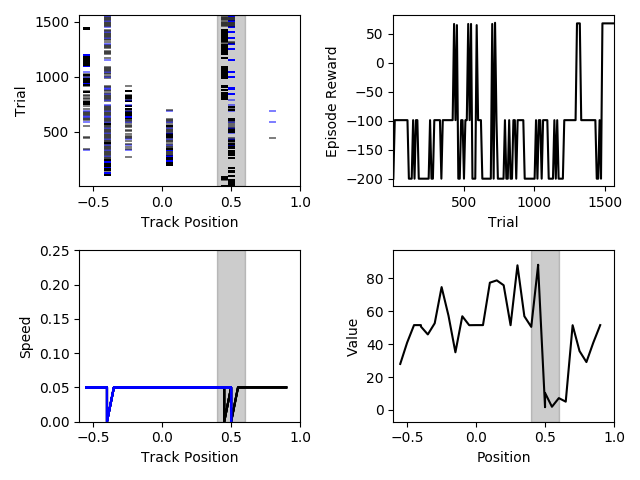 1500
1000
500
Trial
−0.5 0.0 0.5 1.0
Track Position
50
0
−50
−100
−150
−200
Episode Reward
500 1000 1500
Trial
0.25
0.20
0.15
0.10
0.05
0.00
Speed
−0.5 0.0 0.5 1.0
Track Position
80
60
40
20
0
Value
−0.5 0.0 0.5 1.0
Position